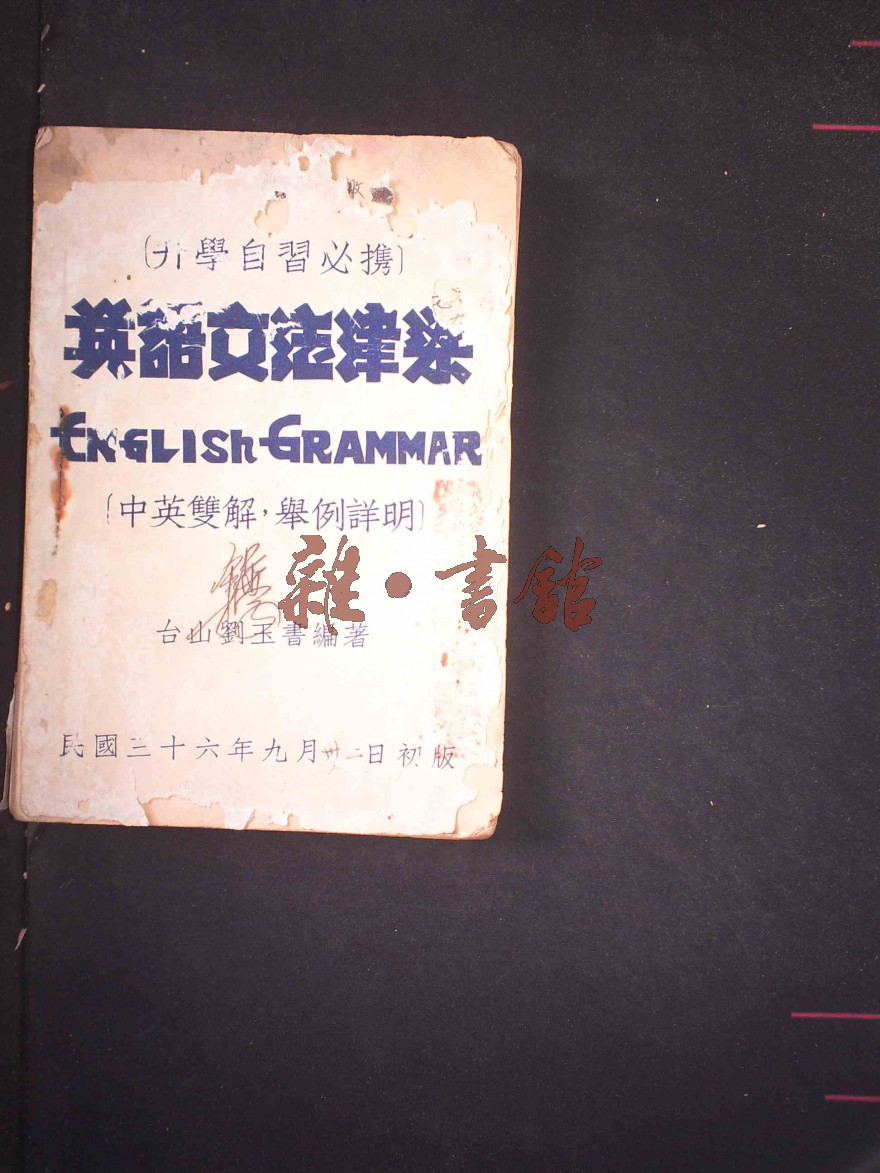 (升學自習必携)
英語文法津梁
ENGLISh GRAMMAR
(中英雙解，舉例詳明)
雜•書館
台山劉玉書編著
民國三十六年九月廿二日初版